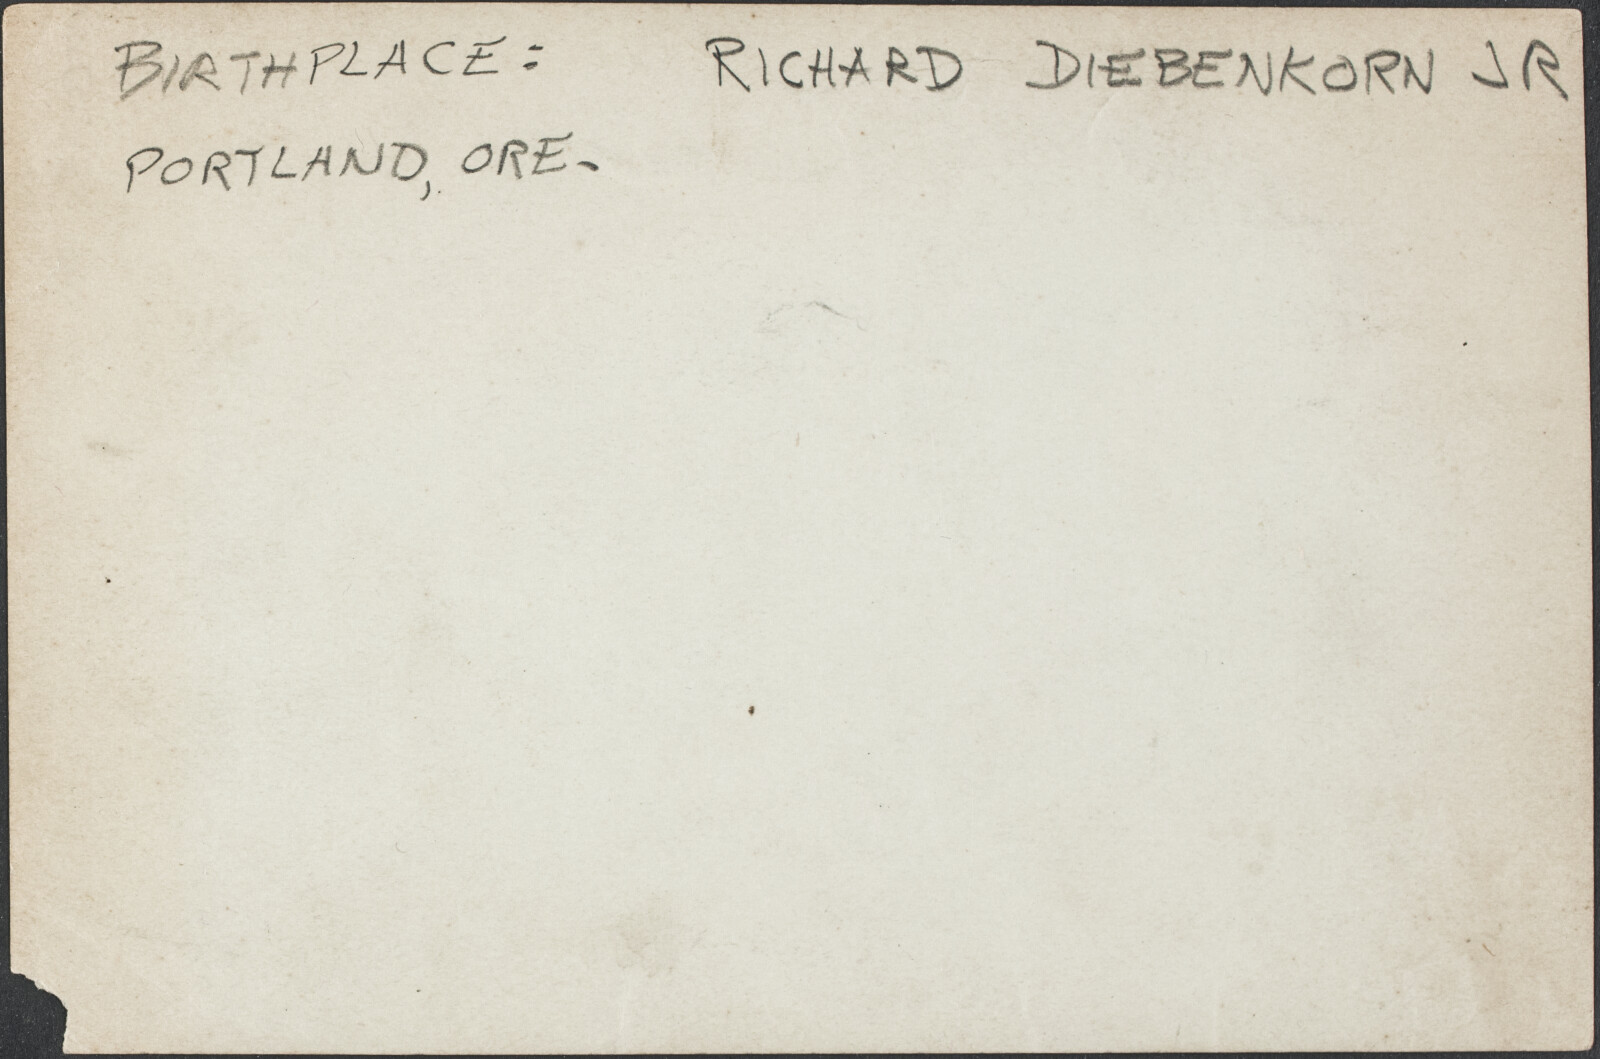 BIRTHPLACE: RICHARD DIEBENKORN JR
PORTLAND, ORE.